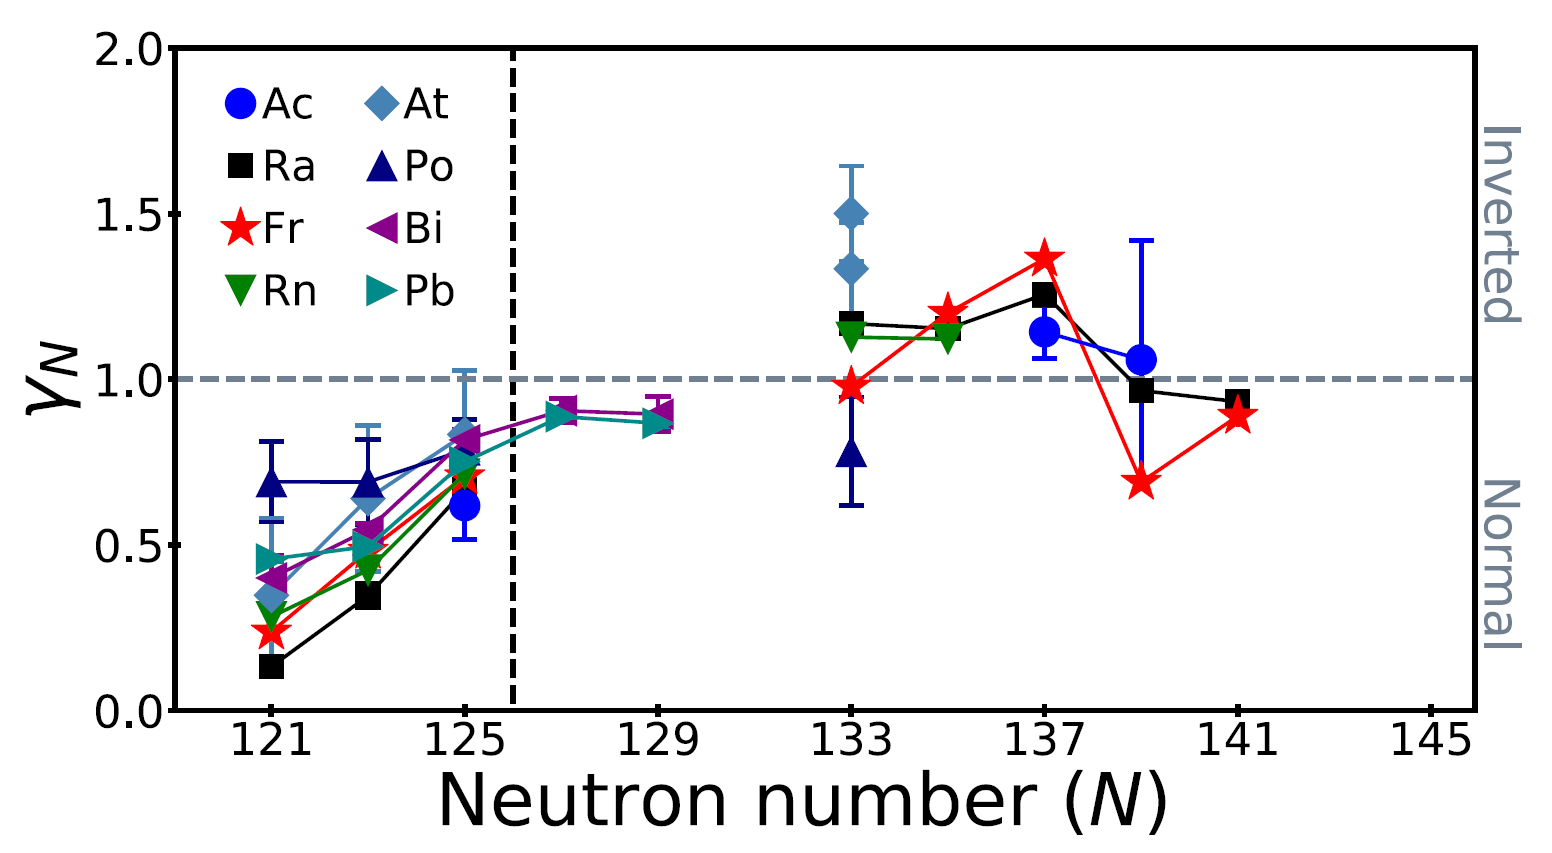 2.0
1.5
1.0
0.5
0.0
γN
Ac
At
Ra
Po
Fr
Bi
Rn
Pb
Inverted
Normal
121 125 129 133 137 141 145
Neutron number (N)